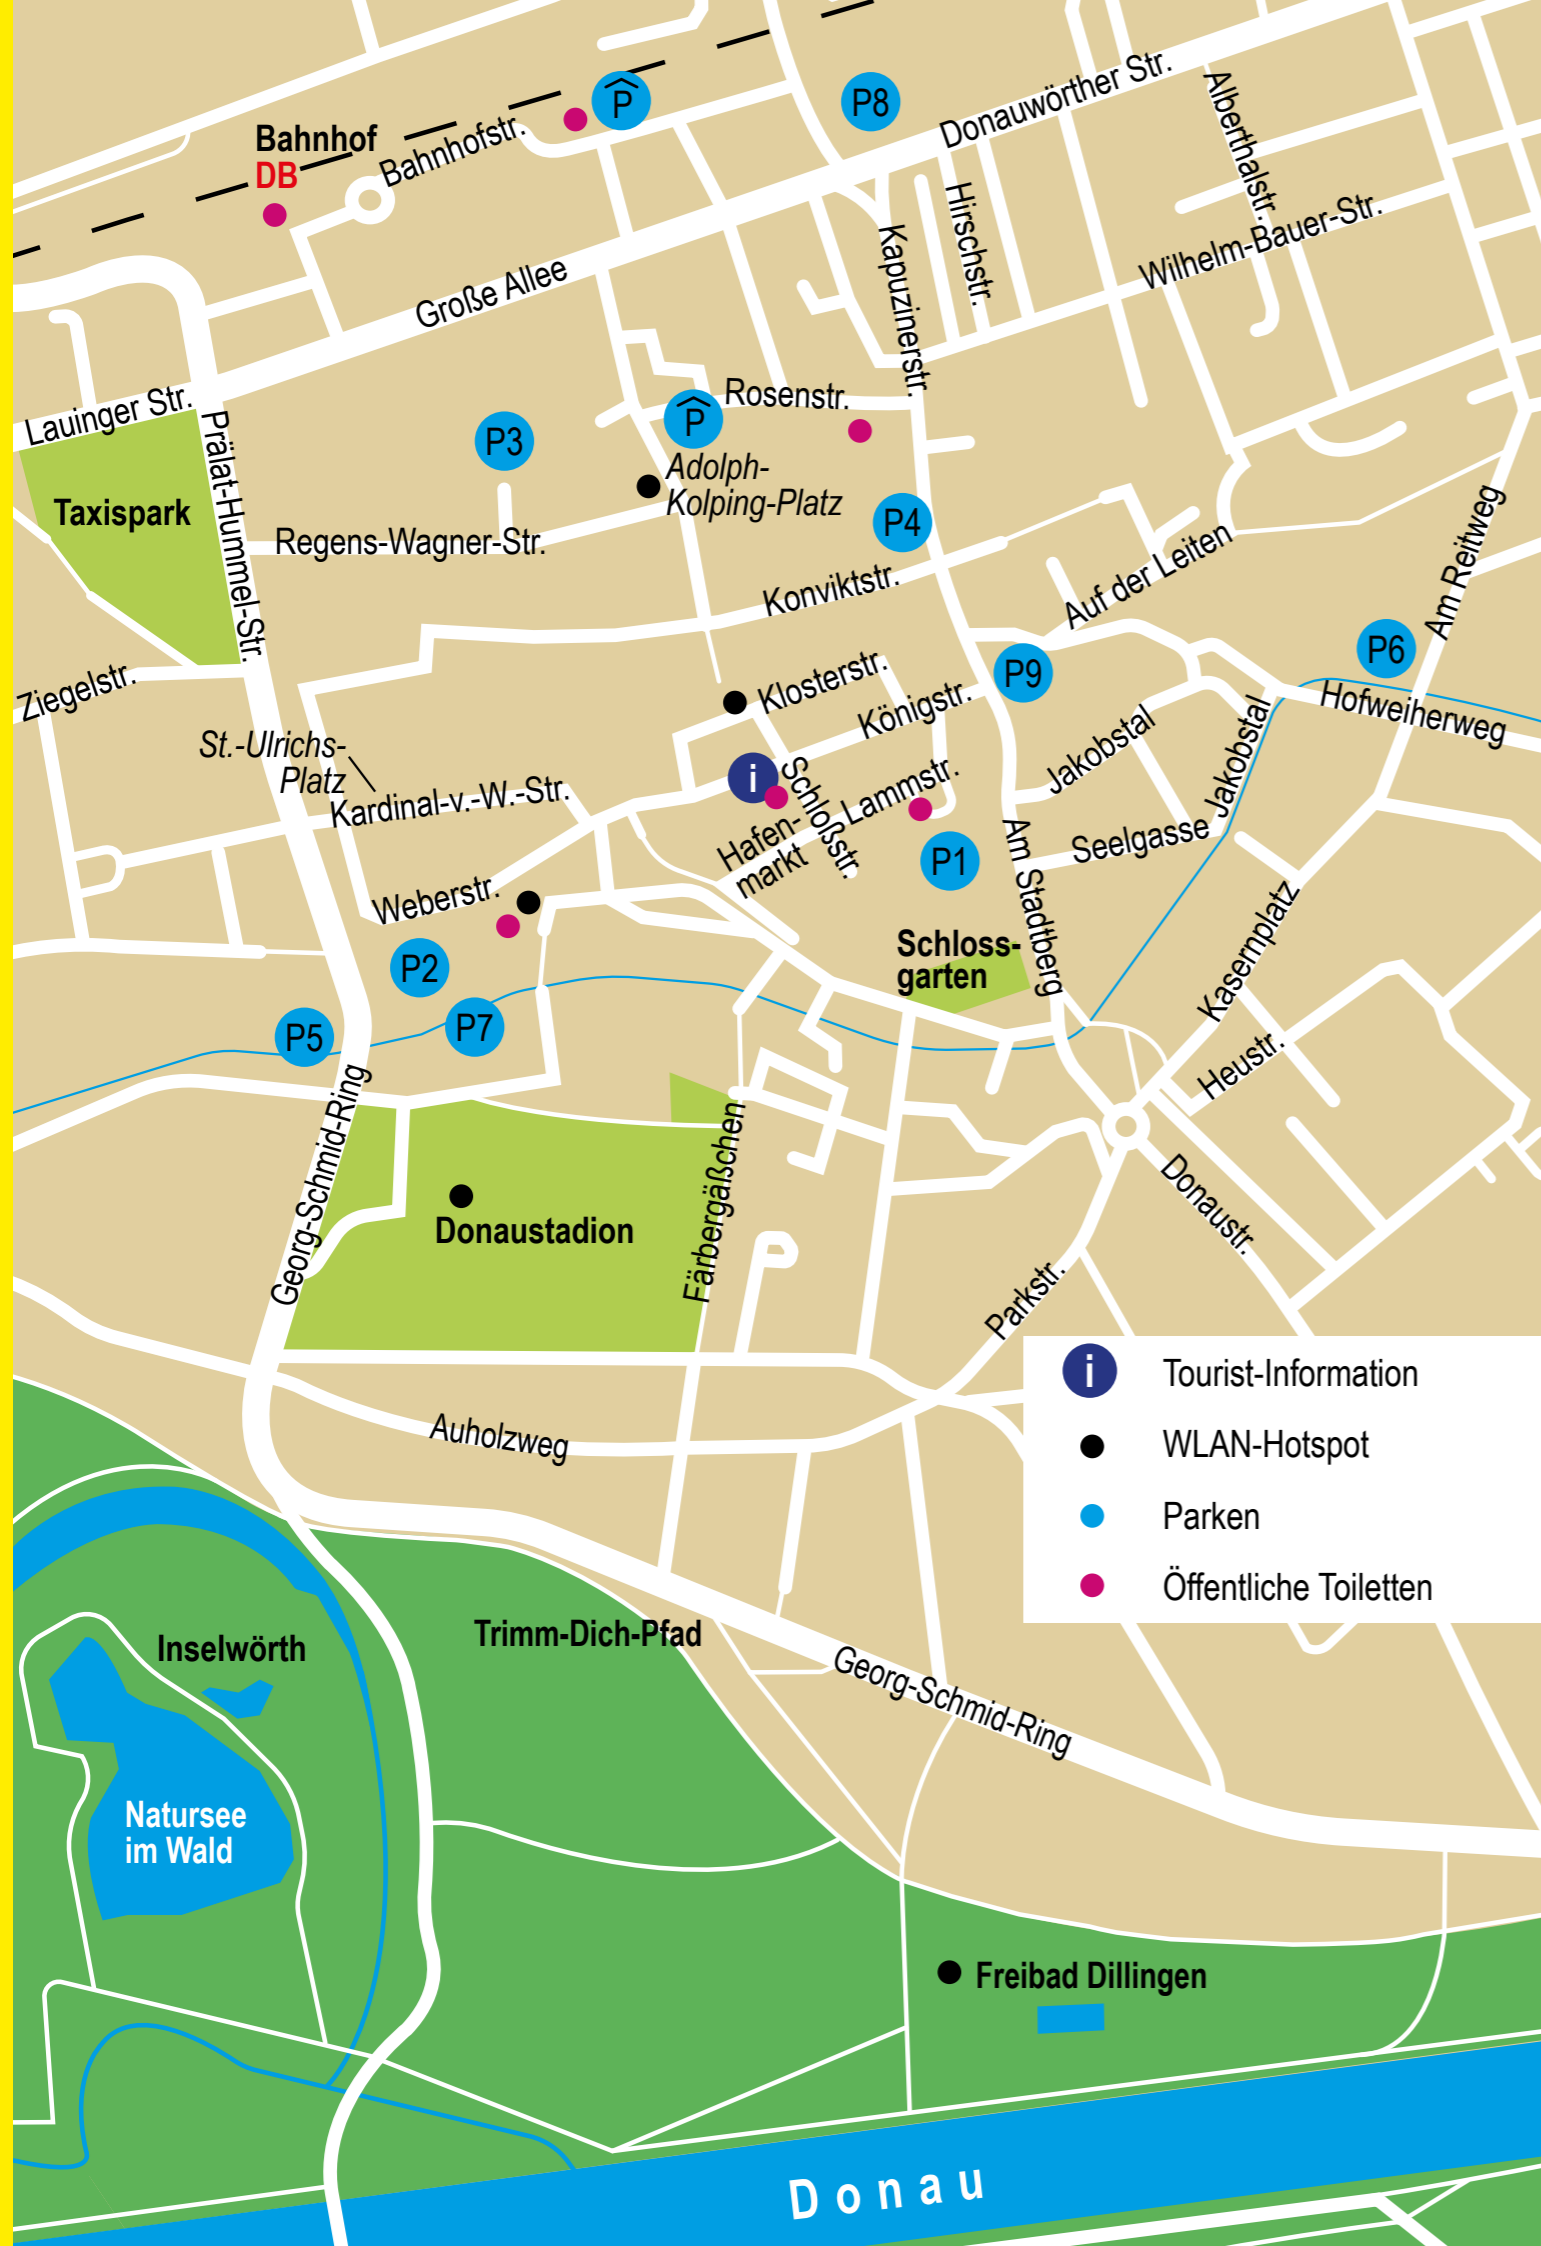 P
P8
Donauwörther Str.
Alberthalstr.
Bahnhof
DB
Bahnhofstr.
Hirschstr.
Wilhelm-Bauer-Str.
Kapuzinerstr.
Große Allee
Lauinger Str.
Prälat-Hummel-Str.
P3
P
Rosenstr.
Adolph-
Kolping-Platz
Taxispark
Regens-Wagner-Str.
P4
Konviktstr.
Auf der Leiten
Am Reitweg
P6
Ziegelstr.
Klosterstr.
Königstr.
P9
Hofweiherweg
St.-Ulrichs-
Platz
Kardinal-v.-W.-Str.
i
Schloßstr.
Lammstr.
Hafen-
markt
Jakobstal
Jakobstal
Seelgasse
P1
Am Stadtberg
Weberstr.
Schloss-
garten
Kasernplatz
P2
P7
P5
Heustr.
Georg-Schmid-Ring
Färbergäßchen
Donaustadion
Donaustr.
Parkstr.
Auholzweg
i
Tourist-Information
WLAN-Hotspot
Parken
Öffentliche Toiletten
Inselwörth
Trimm-Dich-Pfad
Georg-Schmid-Ring
Natursee
im Wald
Freibad Dillingen
Donau